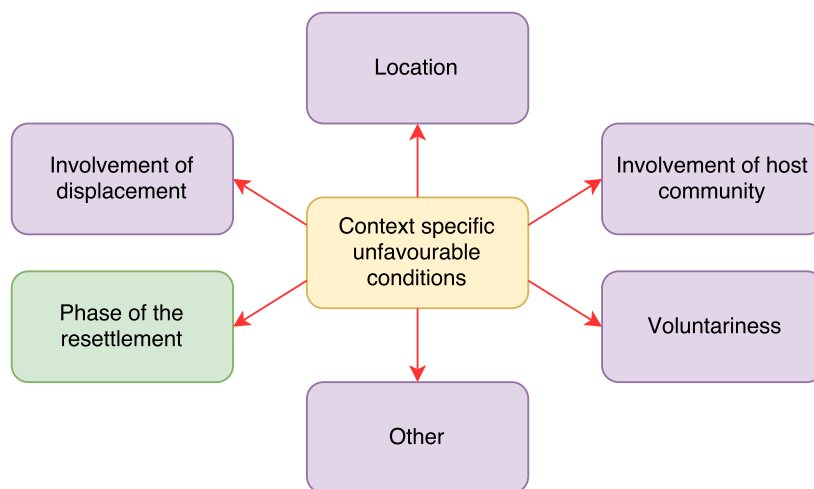 Location
Involvement of
displacement
Involvement of host
community
Context specific
unfavourable
conditions
Phase of the
resettlement
Voluntariness
Other